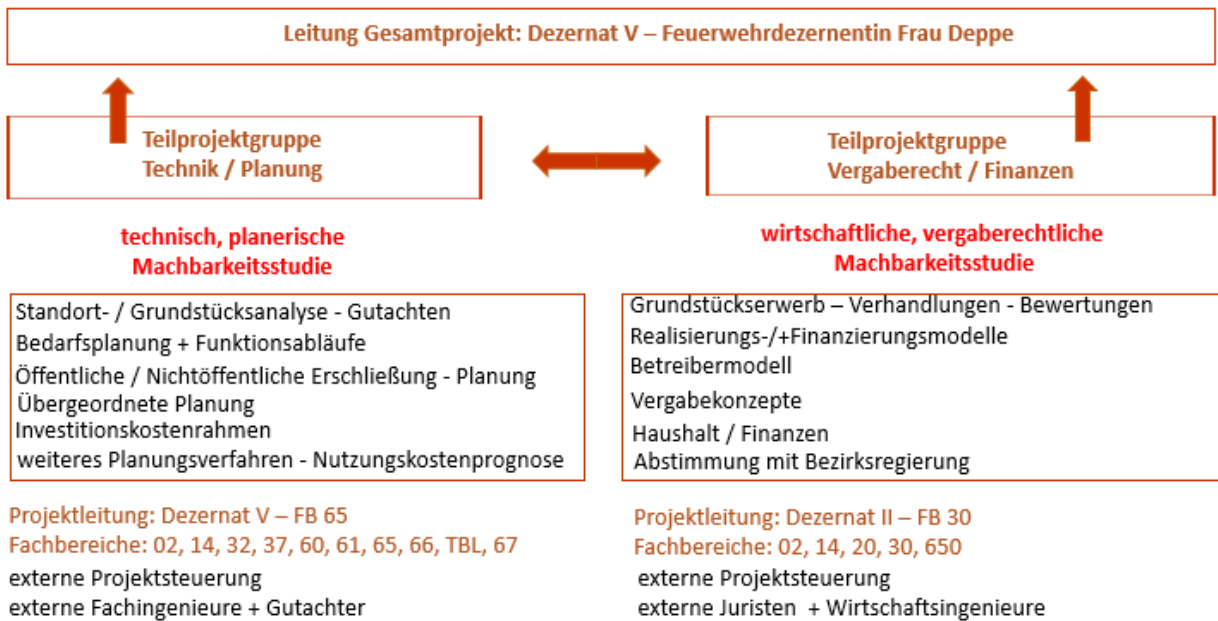 Leitung Gesamtprojekt: Dezernat V – Feuerwehrdezernentin Frau Deppe
Teilprojektgruppe
Technik / Planung
Teilprojektgruppe
Vergaberecht / Finanzen
technisch, planerische
Machbarkeitsstudie
wirtschaftliche, vergaberechtliche
Machbarkeitsstudie
Standort- / Grundstücksanalyse - Gutachten
Bedarfsplanung + Funktionsabläufe
Öffentliche / Nichtöffentliche Erschließung - Planung
Übergeordnete Planung
Investitionskostenrahmen
weiteres Planungsverfahren - Nutzungskostenprognose
Grundstückserwerb – Verhandlungen - Bewertungen
Realisierungs-/+Finanzierungsmodelle
Betreibermodell
Vergabekonzepte
Haushalt / Finanzen
Abstimmung mit Bezirksregierung
Projektleitung: Dezernat V – FB 65
Fachbereiche: 02, 14, 32, 37, 60, 61, 65, 66, TBL, 67
externe Projektsteuerung
externe Fachingenieure + Gutachter
Projektleitung: Dezernat II – FB 30
Fachbereiche: 02, 14, 20, 30, 650
externe Projektsteuerung
externe Juristen + Wirtschaftsingenieure